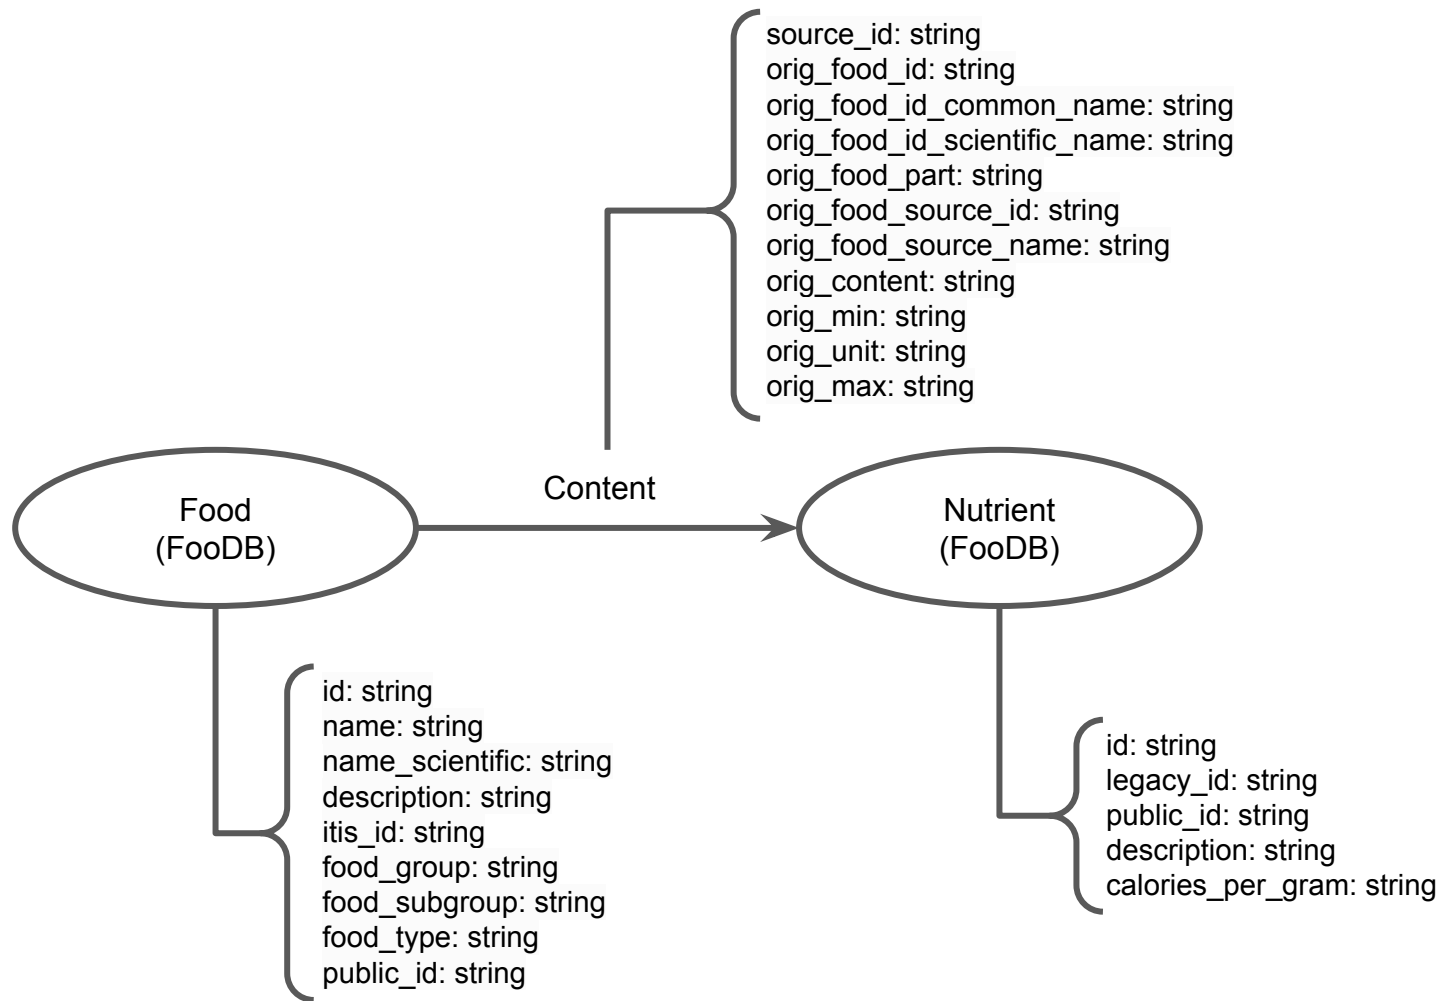 source_id: string
orig_food_id: string
orig_food_id_common_name: string
orig_food_id_scientific_name: string
orig_food_part: string
orig_food_source_id: string
orig_food_source_name: string
orig_content: string
orig_min: string
orig_unit: string
orig_max: string
Content
Food
(FooDB)
Nutrient
(FooDB)
id: string
name: string
name_scientific: string
description: string
itis_id: string
food_group: string
food_subgroup: string
food_type: string
public_id: string
id: string
legacy_id: string
public_id: string
description: string
calories_per_gram: string